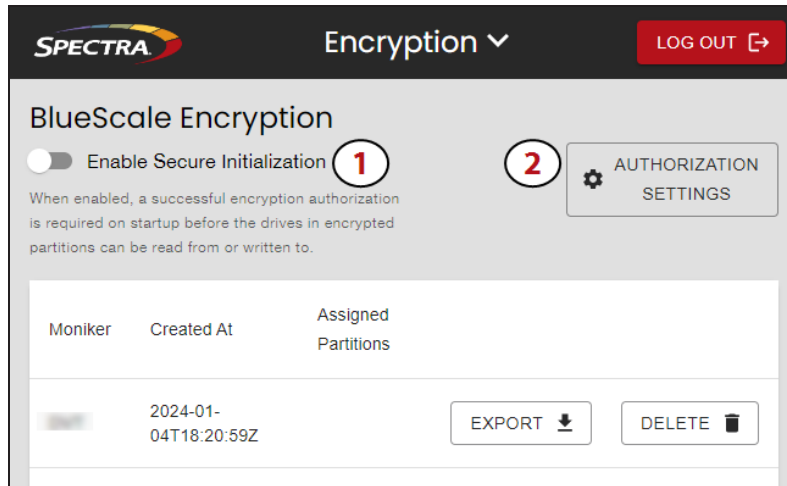 SPECTRA
Encryption
LOG OUT
BlueScale Encryption
Enable Secure Initialization
1
2
AUTHORIZATION
SETTINGS
When enabled, a successful encryption authorization
is required on startup before the drives in encrypted
partitions can be read from or written to.
Moniker
Created At
Assigned
Partitions
2024-01-
04T18:20:59Z
EXPORT
DELETE